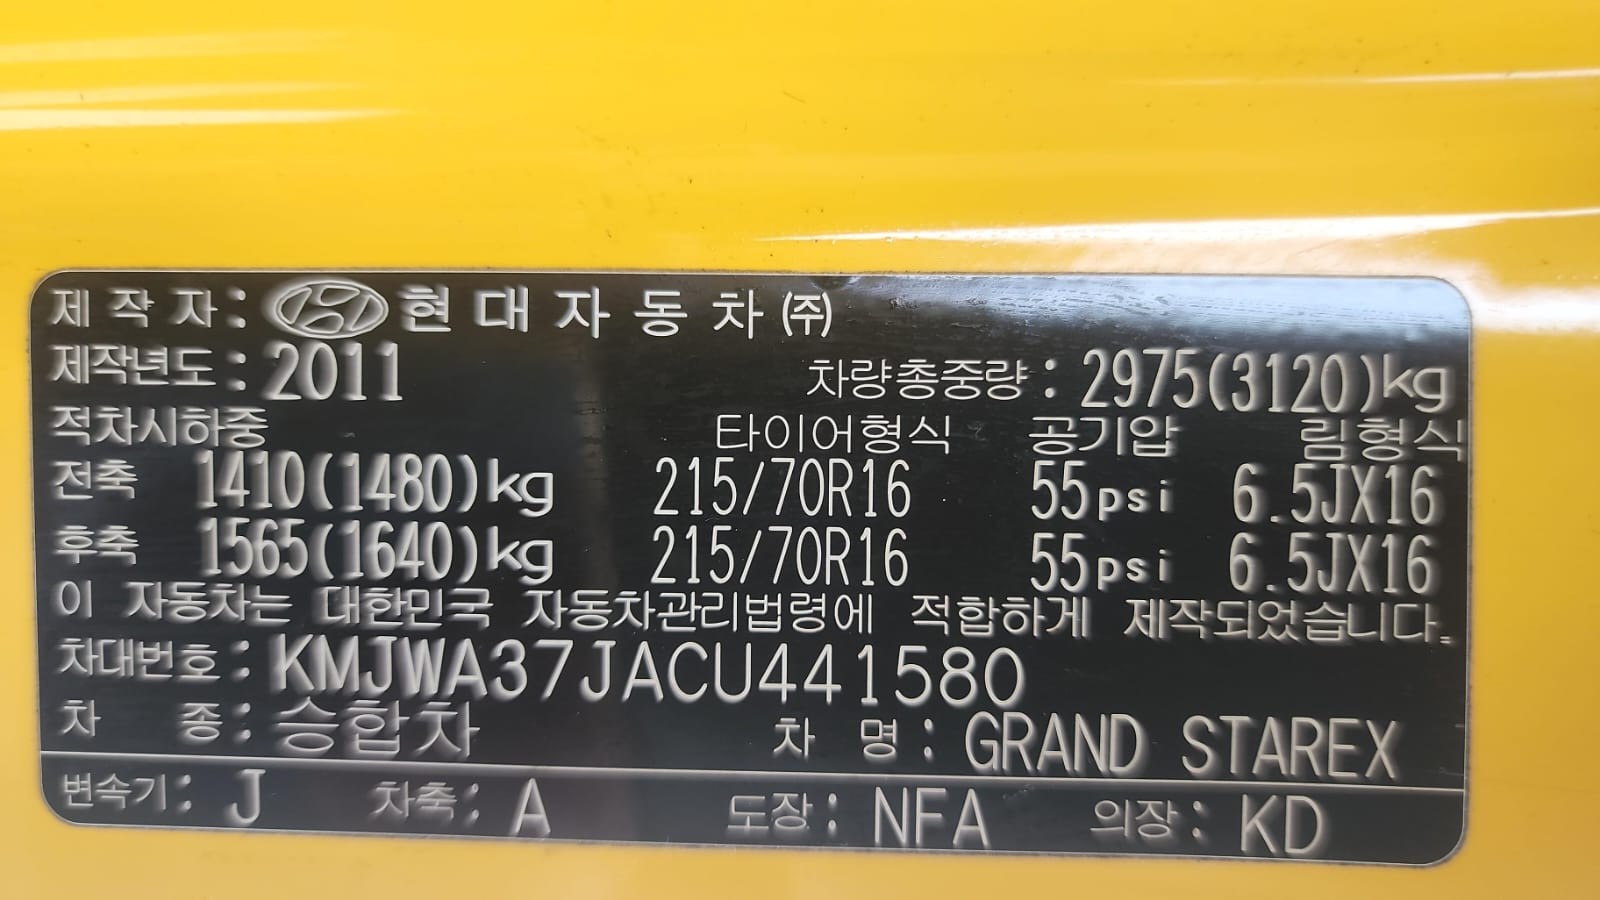 제 작 자 : 현 대 자 동 차 ㈜
제작년도 : 2011 차량총중량 : 2975(3120)kg
적차시하중 타이어형식 공기압 림형식
전축 1410(1480)kg 215/70R16 55psi 6.5JX16
후축 1565(1640)kg 215/70R16 55psi 6.5JX16
이 자동차는 대한민국 자동차관리법령에 적합하게 제작되었습니다.
차대번호 : KMJWA37JACU441580
차 종 : 승합차 차 명 : GRAND STAREX
변속기 : J 차축 : A 도장 : NFA 의장 : KD